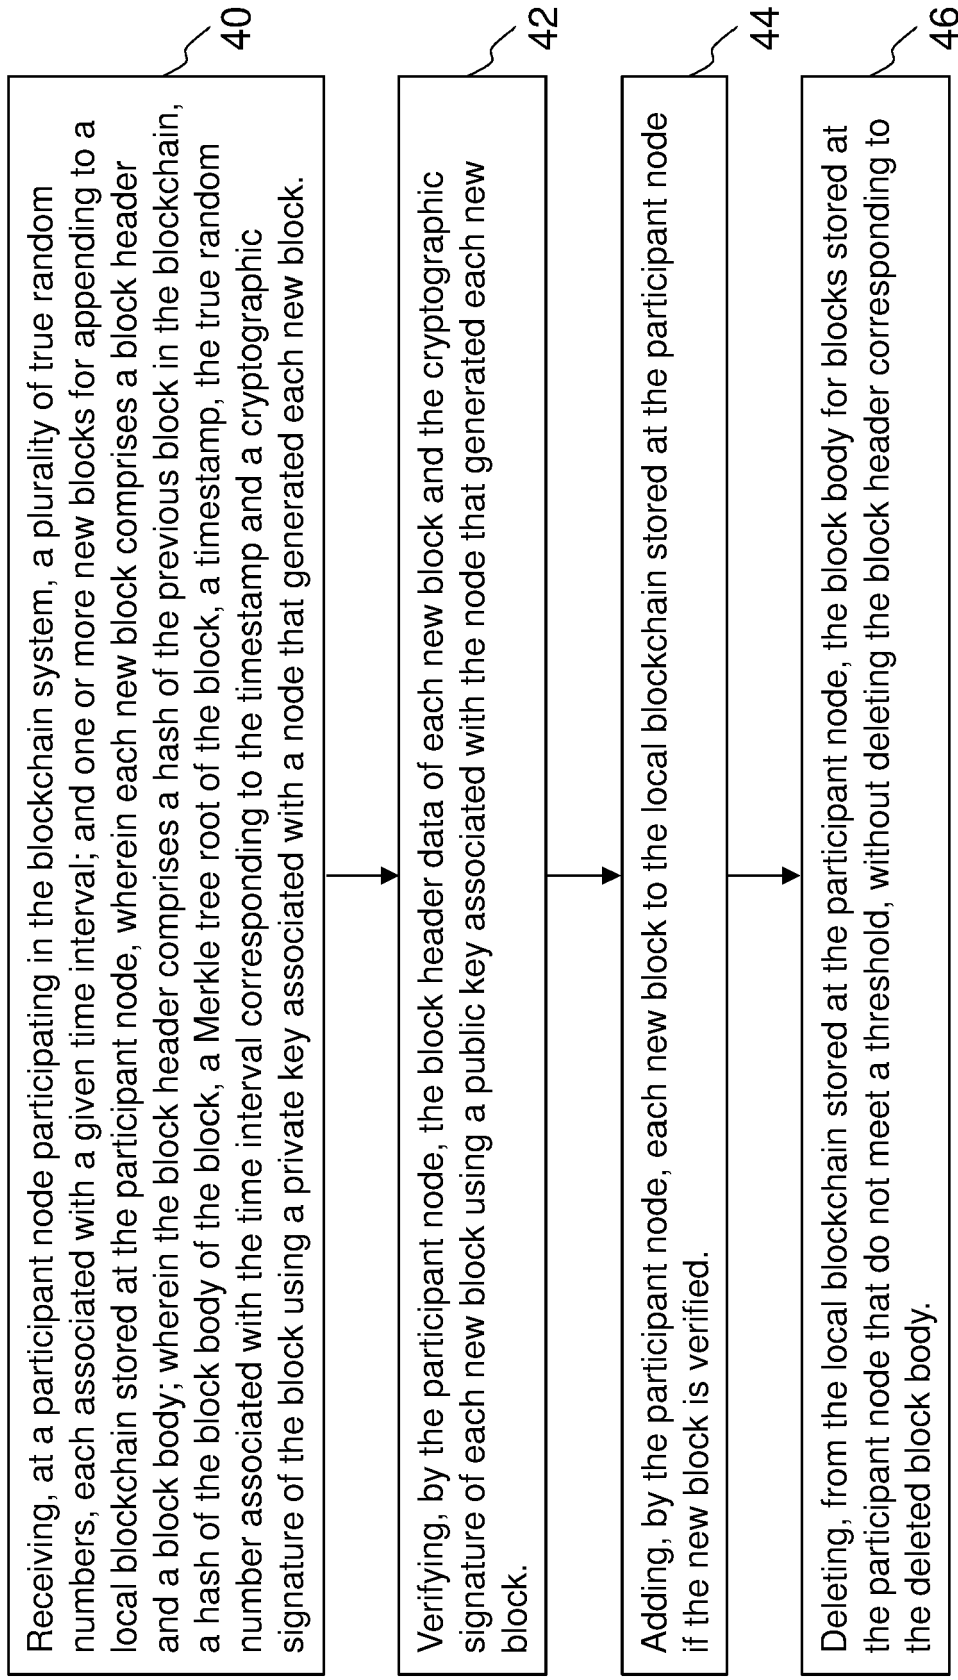 Receiving, at a participant node participating in the blockchain system, a plurality of true random
numbers, each associated with a given time interval; and one or more new blocks for appending to a
local blockchain stored at the participant node, wherein each new block comprises a block header
and a block body; wherein the block header comprises a hash of the previous block in the blockchain,
a hash of the block body of the block, a Merkle tree root of the block, a timestamp, the true random
number associated with the time interval corresponding to the timestamp and a cryptographic
signature of the block using a private key associated with a node that generated each new block.
40
Verifying, by the participant node, the block header data of each new block and the cryptographic
signature of each new block using a public key associated with the node that generated each new
block.
42
Adding, by the participant node, each new block to the local blockchain stored at the participant node
if the new block is verified.
44
Deleting, from the local blockchain stored at the participant node, the block body for blocks stored at
the participant node that do not meet a threshold, without deleting the block header corresponding to
the deleted block body.
46